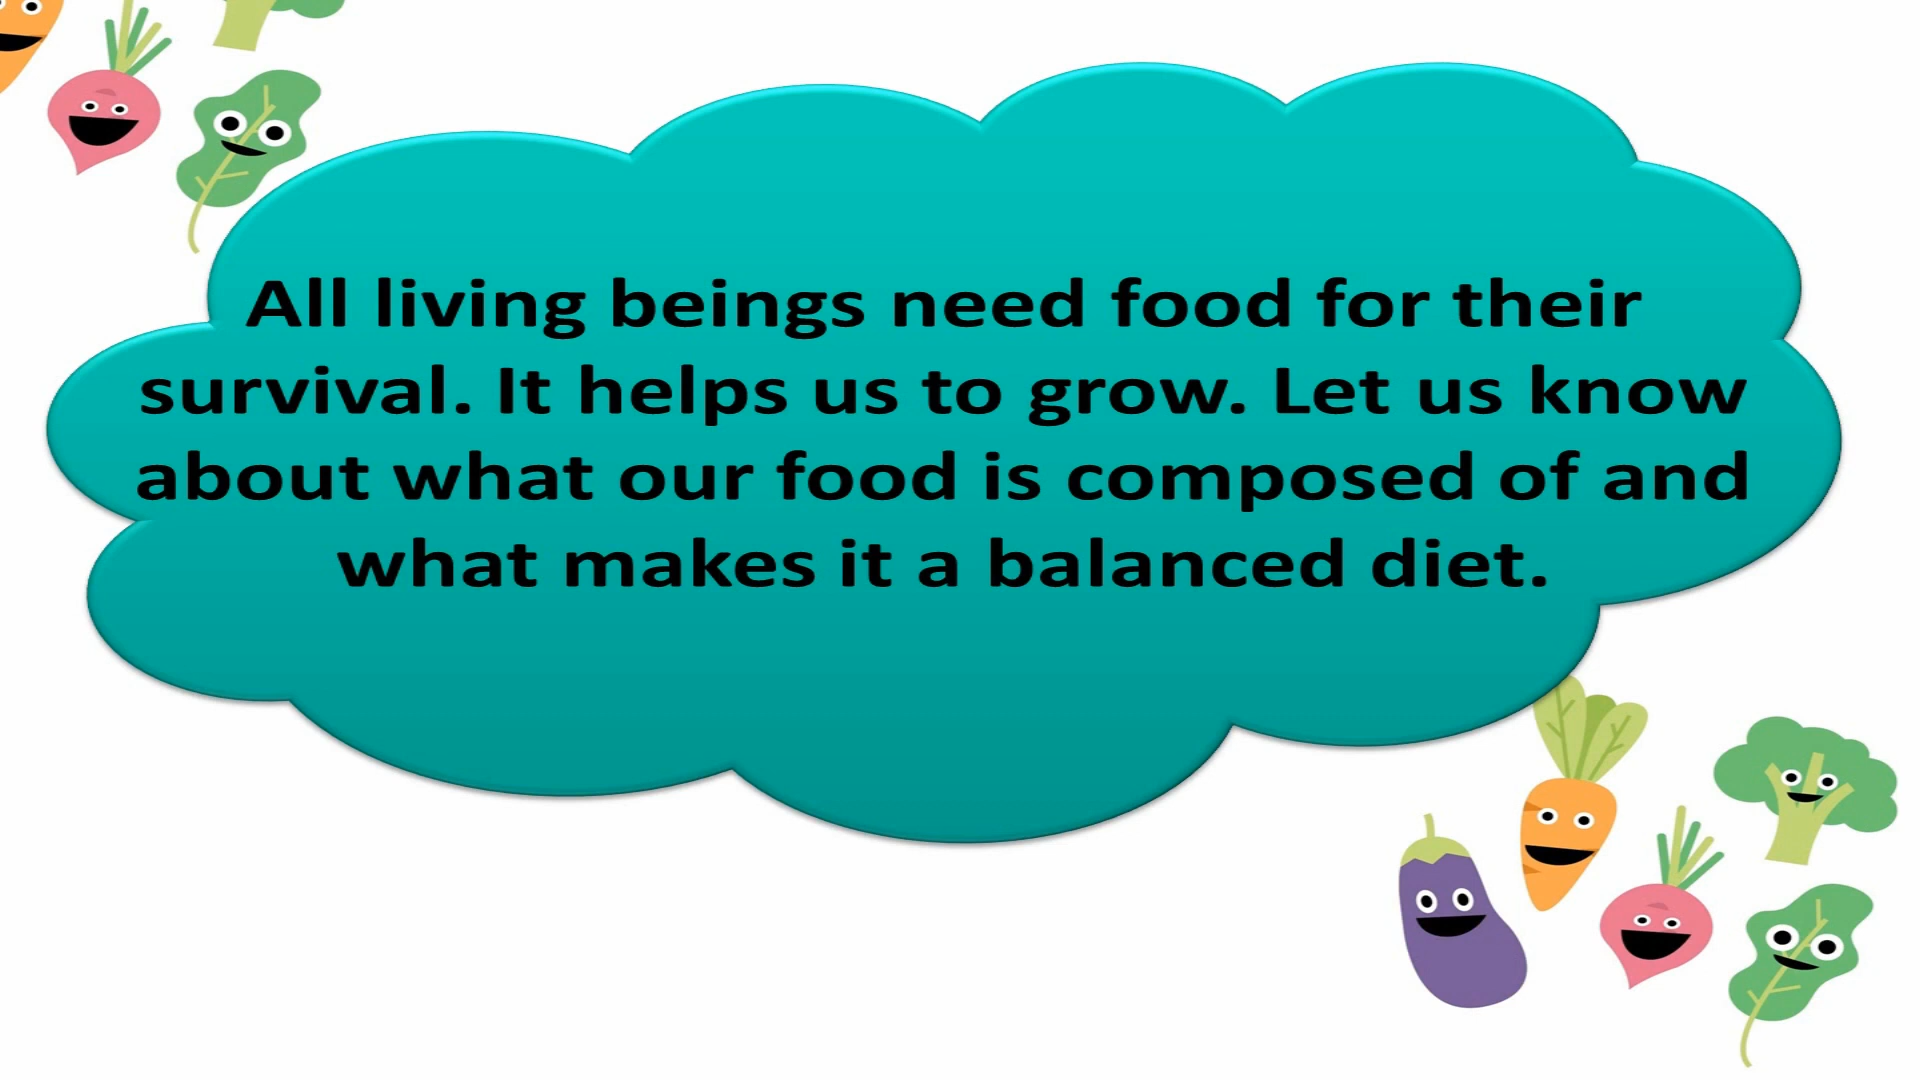 All living beings need food for their
survival. It helps us to grow. Let us know
about what our food is composed of and
what makes it a balanced diet.